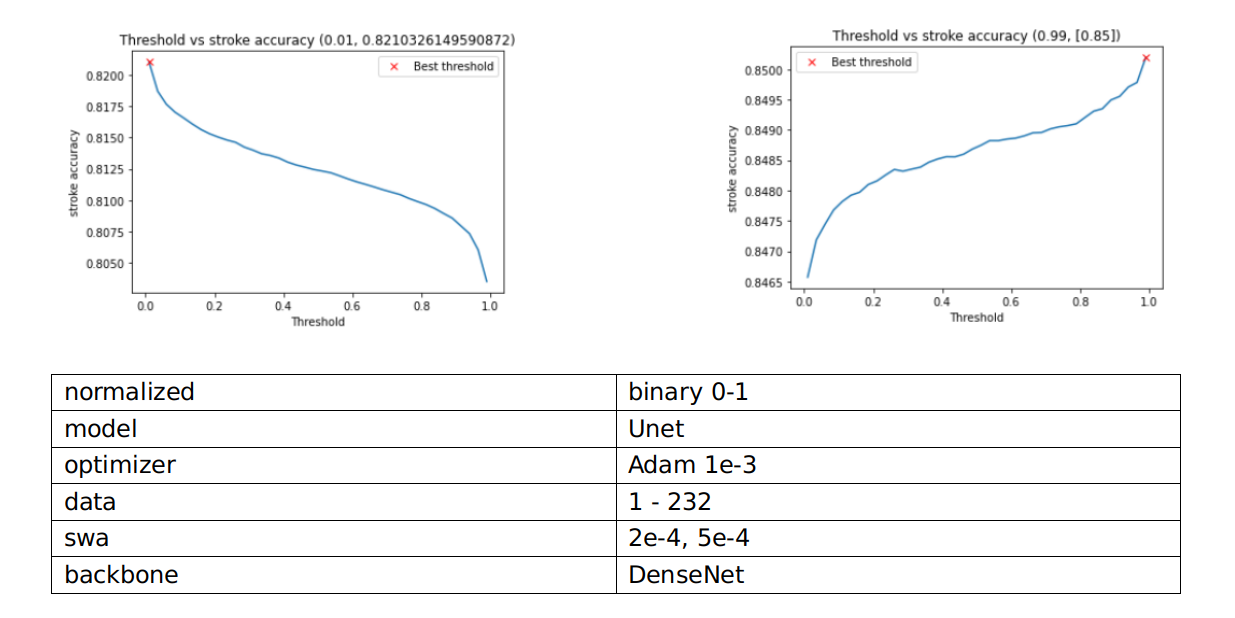 Threshold vs stroke accuracy (0.01, 0.8210326149590872)
Best threshold
0.8200
0.8175
0.8150
0.8125
0.8100
0.8075
0.8050
stroke accuracy
0.0 0.2 0.4 0.6 0.8 1.0
Threshold
Threshold vs stroke accuracy (0.99, [0.85])
Best threshold
0.8500
0.8495
0.8490
0.8485
0.8480
0.8475
0.8470
0.8465
stroke accuracy
0.0 0.2 0.4 0.6 0.8 1.0
Threshold
normalized binary 0-1
model Unet
optimizer Adam 1e-3
data 1 - 232
swa 2e-4, 5e-4
backbone DenseNet